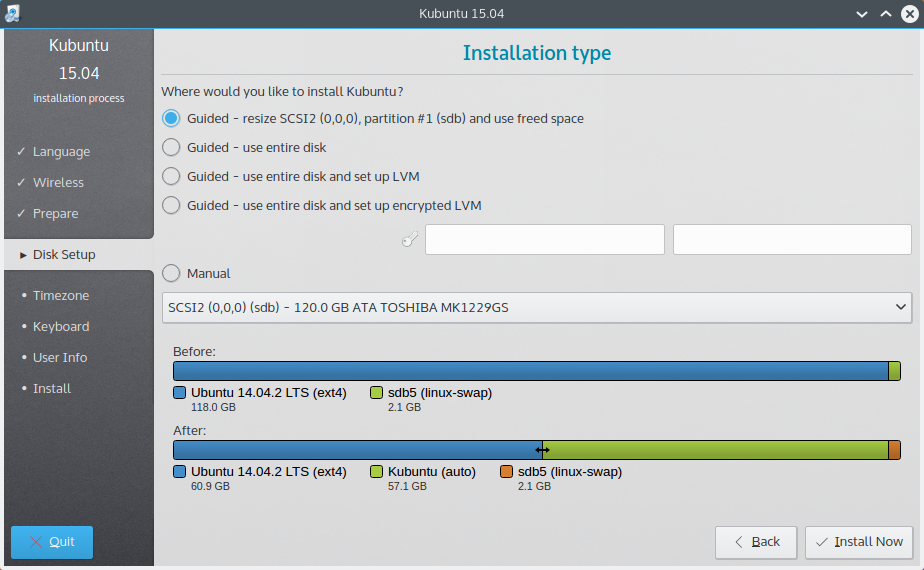 Kubuntu 15.04
Kubuntu
15.04
installation process
✓ Language
✓ Wireless
✓ Prepare
▸ Disk Setup
• Timezone
• Keyboard
• User Info
• Install
Quit
Installation type
Where would you like to install Kubuntu?
Guided - resize SCSI2 (0,0,0), partition #1 (sdb) and use freed space
Guided - use entire disk
Guided - use entire disk and set up LVM
Guided - use entire disk and set up encrypted LVM
Manual
SCSI2 (0,0,0) (sdb) - 120.0 GB ATA TOSHIBA MK1229GS
Before:
Ubuntu 14.04.2 LTS (ext4) sdb5 (linux-swap)
118.0 GB 2.1 GB
After:
Ubuntu 14.04.2 LTS (ext4) Kubuntu (auto) sdb5 (linux-swap)
60.9 GB 57.1 GB 2.1 GB
Back Install Now